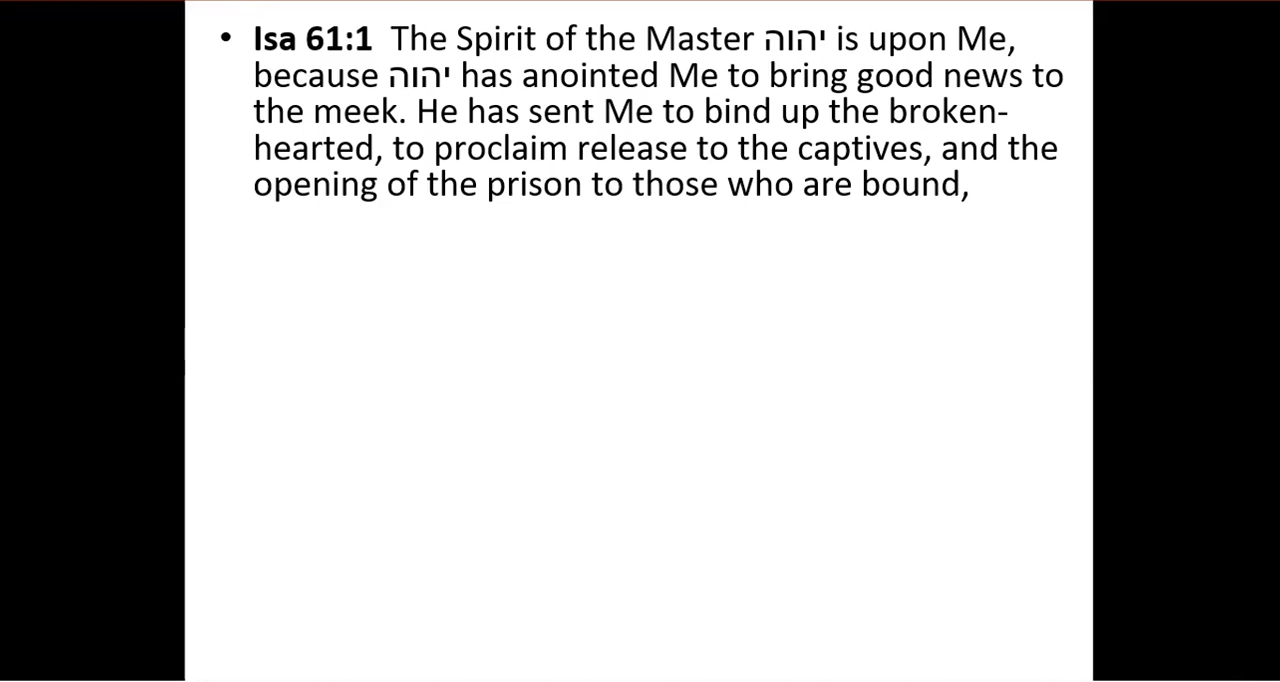 • Isa 61:1  The Spirit of the Master יהוה is upon Me,
because יהוה has anointed Me to bring good news to
the meek. He has sent Me to bind up the broken-
hearted, to proclaim release to the captives, and the
opening of the prison to those who are bound,